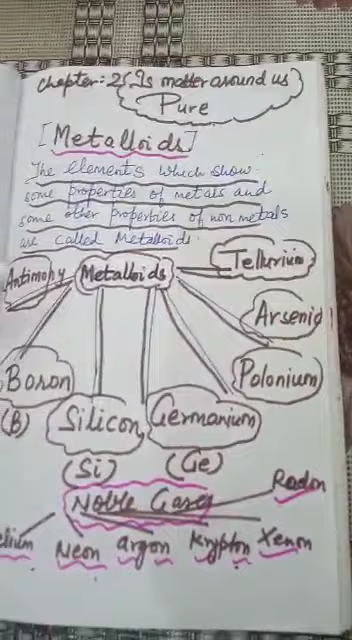 Chapter: 2 Is matter around us
Pure
[Metalloids]
The elements which show
some properties of metals and
some other properties of non metals
are called Metalloids.
Tellurium
Antimony
Metalloids
Arsenic
Polonium
Boron
(B)
Silicon
Germanium
(Si)
(Ge)
Noble Gases
Radon
Neon
argon
Krypton
Xenon